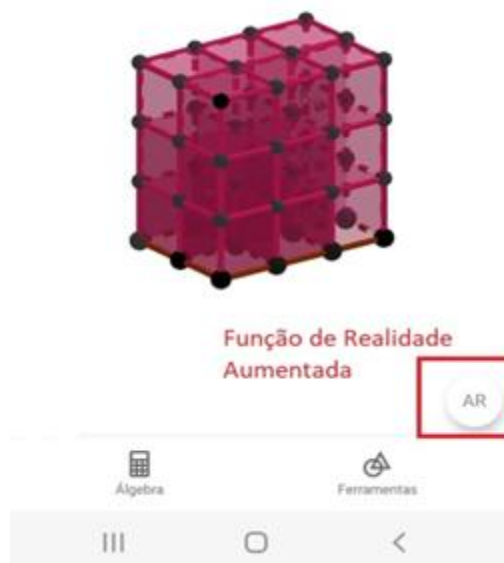 Função de Realidade
Aumentada
AR
Álgebra
Ferramentas